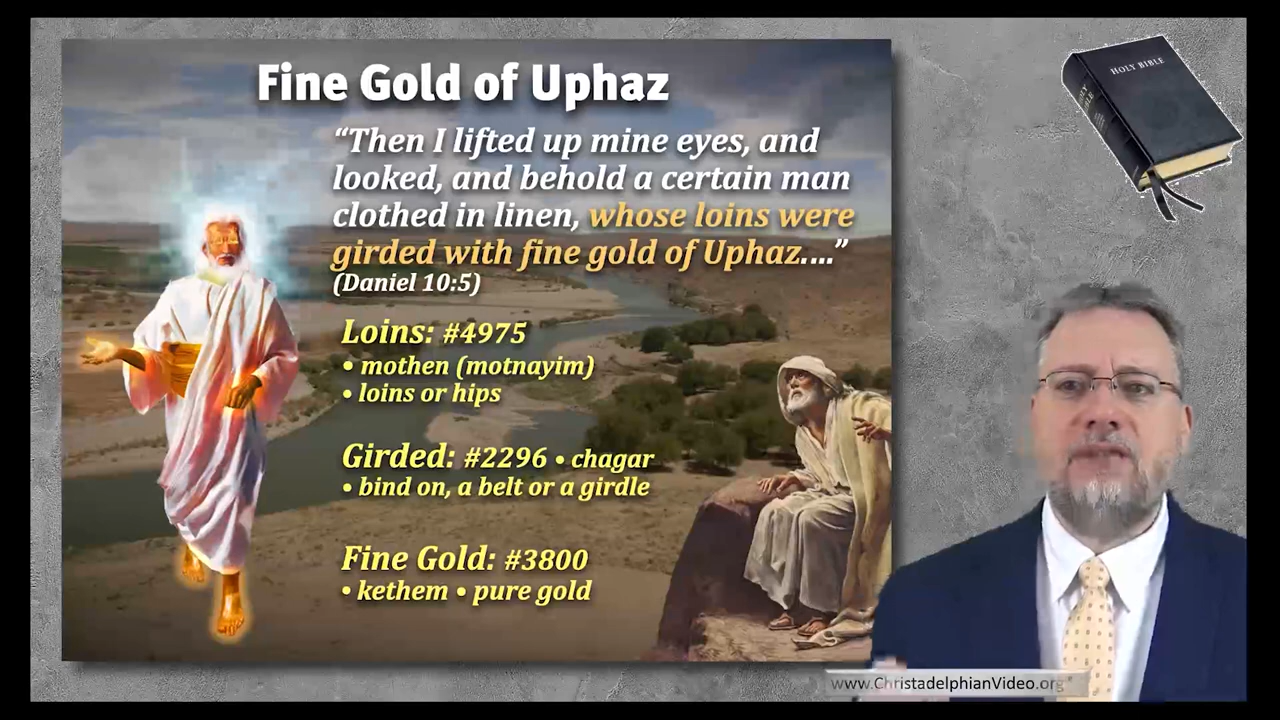 Fine Gold of Uphaz
“Then I lifted up mine eyes, and
looked, and behold a certain man
clothed in linen, whose loins were
girded with fine gold of Uphaz.…”
(Daniel 10:5)
Loins: #4975
• mothen (motnayim)
• loins or hips
Girded: #2296 • chagar
• bind on, a belt or a girdle
Fine Gold: #3800
• kethem • pure gold
HOLY BIBLE
www.ChristadelphianVideo.org